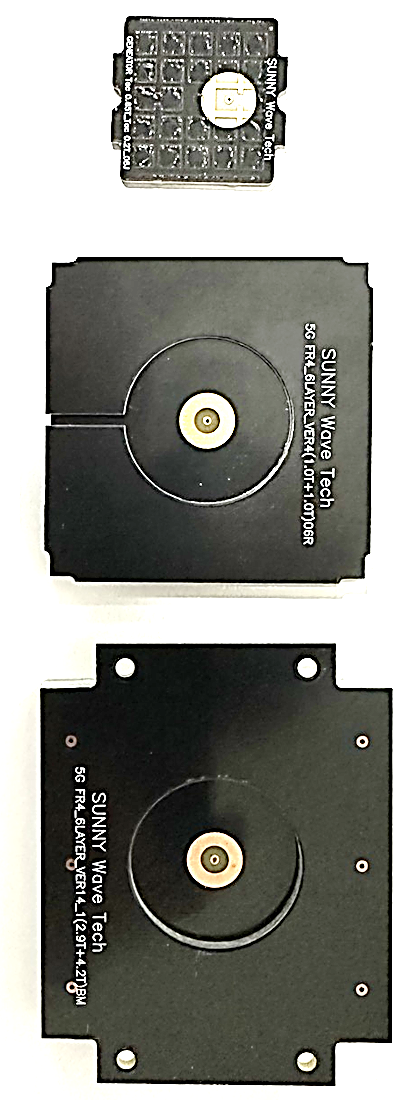 SUNNY Wave Tech
SUNNY Wave Tech
5G FR4_6LAYER_VER4(1.0T+1.0T)06R
SUNNY Wave Tech
5G FR4_6LAYER_VER14_1(2.9T+4.2T)BM